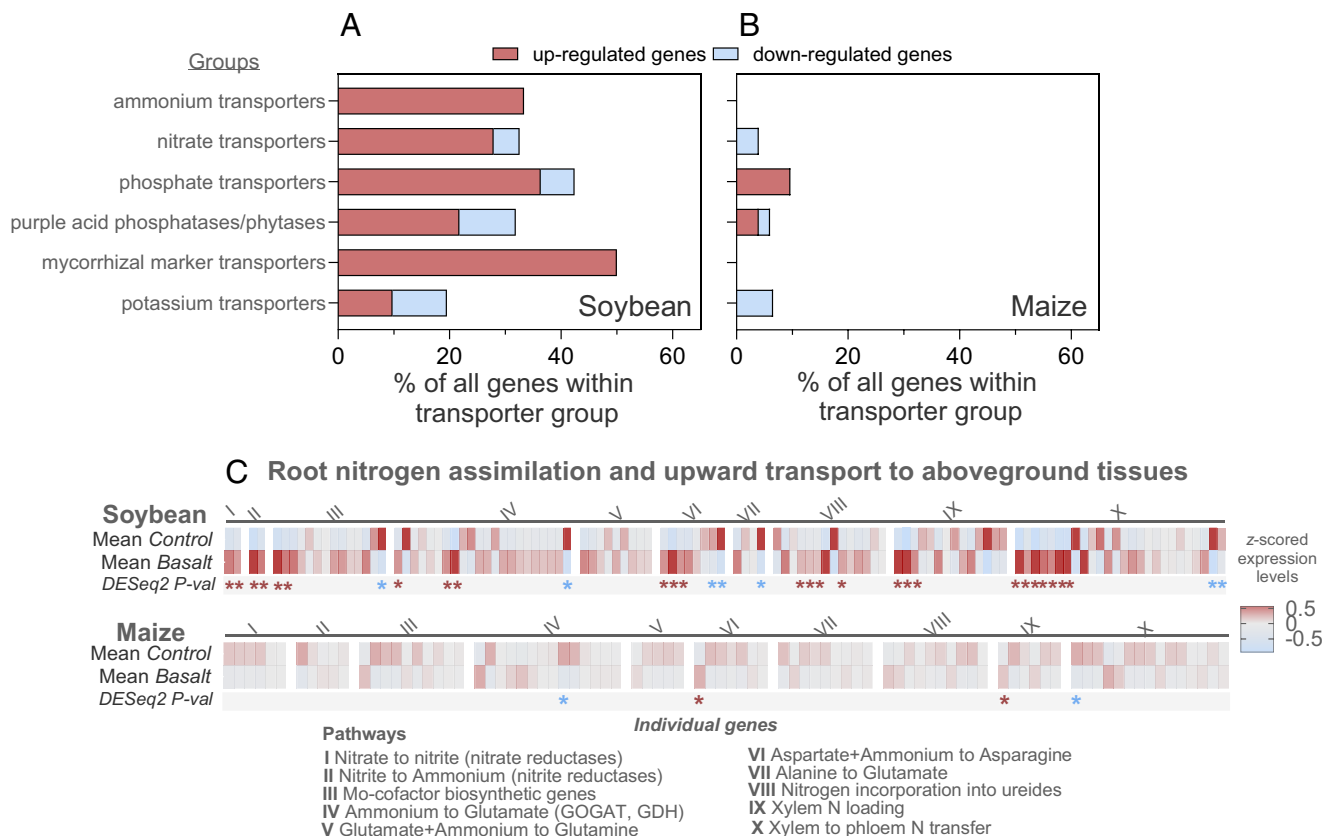 A
B
up-regulated genes
down-regulated genes
Groups
ammonium transporters
nitrate transporters
phosphate transporters
purple acid phosphatases/phytases
mycorrhizal marker transporters
potassium transporters
Soybean
Maize
0 20 40 60
0 20 40 60
% of all genes within
transporter group
% of all genes within
transporter group
C Root nitrogen assimilation and upward transport to aboveground tissues
Soybean
I II III IV V VI VII VIII IX X
Mean Control
Mean Basalt
DESeq2 P-val
** ** ** * * ** * *** ** * *** * *** ******* **
z-scored
expression
levels
0.5
0
-0.5
Maize
I II III IV V VI VII VIII IX X
Mean Control
Mean Basalt
DESeq2 P-val
* * * *
Individual genes
Pathways
I Nitrate to nitrite (nitrate reductases)
II Nitrite to Ammonium (nitrite reductases)
III Mo-cofactor biosynthetic genes
IV Ammonium to Glutamate (GOGAT, GDH)
V Glutamate+Ammonium to Glutamine
VI Aspartate+Ammonium to Asparagine
VII Alanine to Glutamate
VIII Nitrogen incorporation into ureides
IX Xylem N loading
X Xylem to phloem N transfer